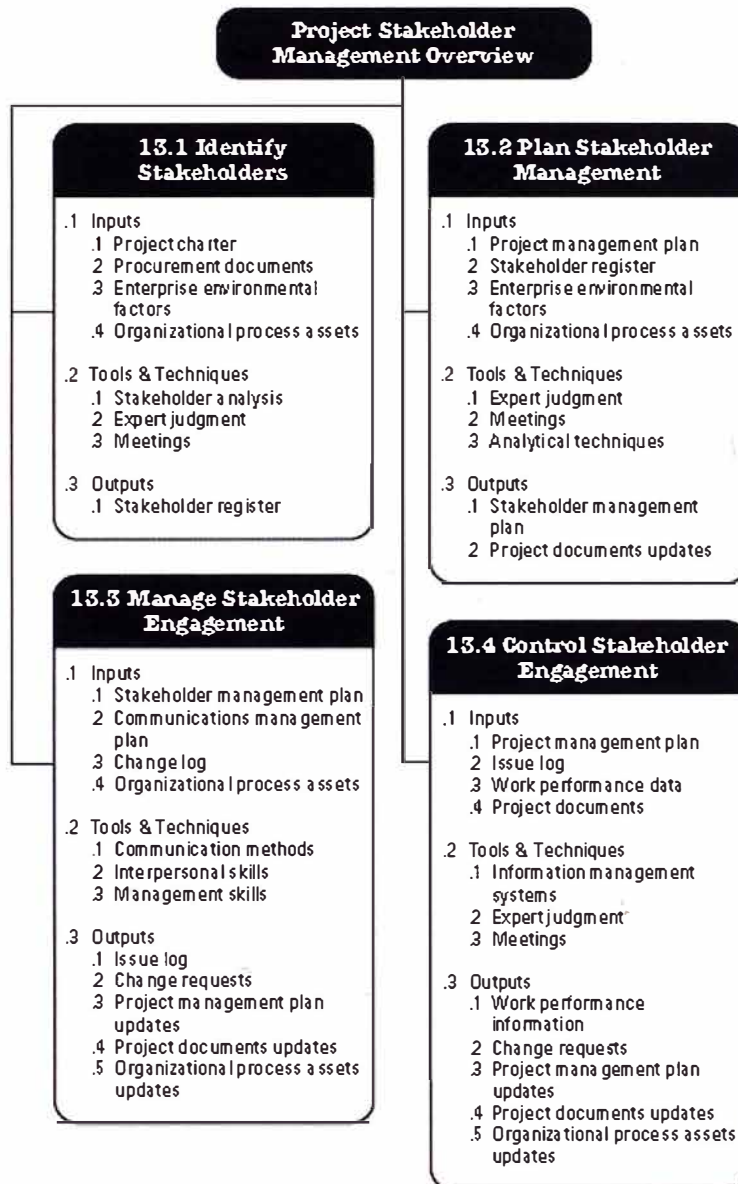 Project Stakeholder
Management Overview
13.1 Identify
Stakeholders
.1 Inputs
.1 Project charter
.2 Procurement documents
.3 Enterprise environmental
factors
.4 Organizational process assets
.2 Tools & Techniques
.1 Stakeholder analysis
.2 Expert judgment
.3 Meetings
.3 Outputs
.1 Stakeholder register
13.2 Plan Stakeholder
Management
.1 Inputs
.1 Project management plan
.2 Stakeholder register
.3 Enterprise environmental
factors
.4 Organizational process assets
.2 Tools & Techniques
.1 Expert judgment
.2 Meetings
.3 Analytical techniques
.3 Outputs
.1 Stakeholder management
plan
.2 Project documents updates
13.3 Manage Stakeholder
Engagement
.1 Inputs
.1 Stakeholder management plan
.2 Communications management
plan
.3 Change log
.4 Organizational process assets
.2 Tools & Techniques
.1 Communication methods
.2 Interpersonal skills
.3 Management skills
.3 Outputs
.1 Issue log
.2 Change requests
.3 Project management plan
updates
.4 Project documents updates
.5 Organizational process assets
updates
13.4 Control Stakeholder
Engagement
.1 Inputs
.1 Project management plan
.2 Issue log
.3 Work performance data
.4 Project documents
.2 Tools & Techniques
.1 Information management
systems
.2 Expert judgment
.3 Meetings
.3 Outputs
.1 Work performance
information
.2 Change requests
.3 Project management plan
updates
.4 Project documents updates
.5 Organizational process assets
updates